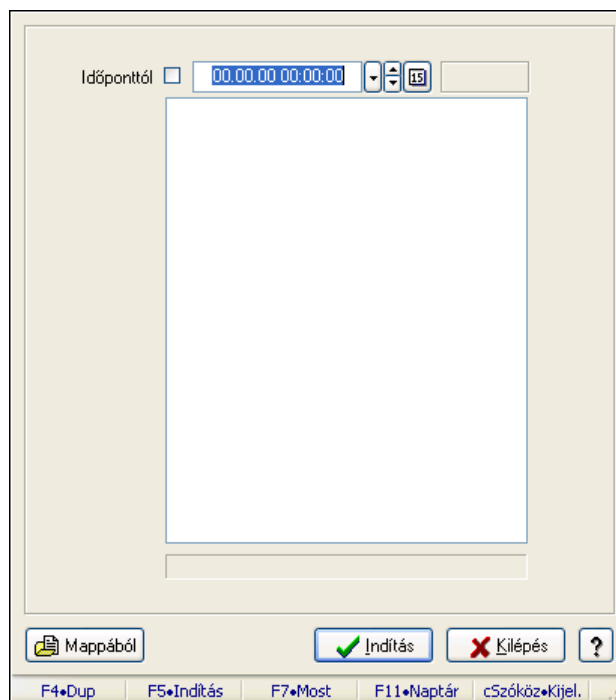 Időponttól 00.00.00 00:00:00 15
Mappából Indítás Kilépés ?
F4•Dup F5•Indítás F7•Most F11•Naptár cSzóköz•Kijel.